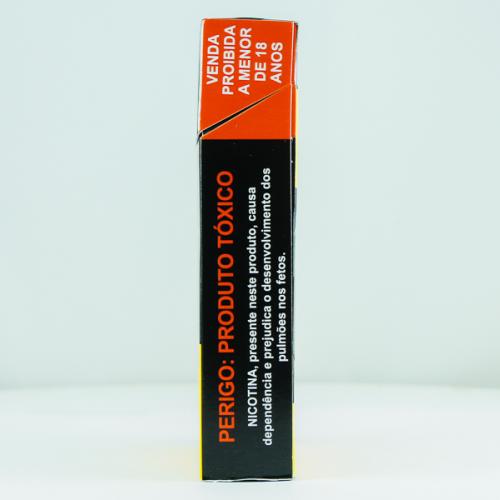 VENDA
PROIBIDA
A MENOR
DE 18
ANOS
PERIGO: PRODUTO TÓXICO
NICOTINA, presente neste produto, causa
dependência e prejudica o desenvolvimento dos
pulmões nos fetos.